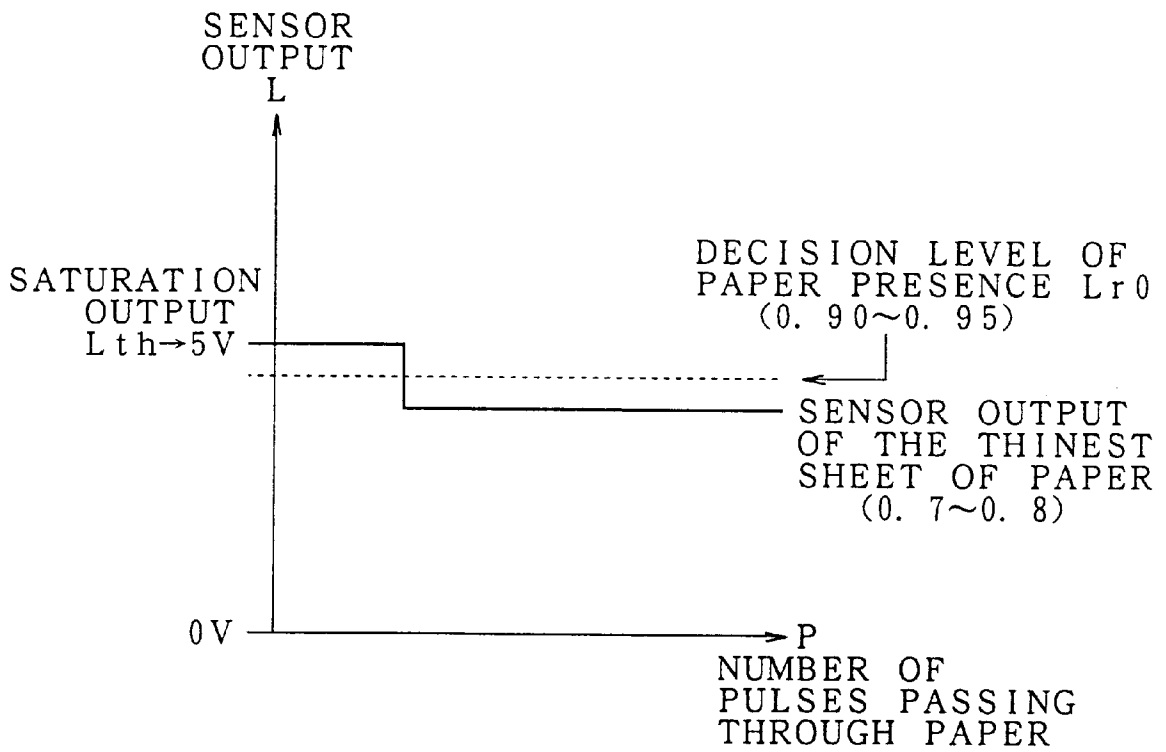 SENSOR
OUTPUT
L
DECISION LEVEL OF
PAPER PRESENCE Lr0
(0. 90～0. 95)
SATURATION
OUTPUT
Lth→5V
SENSOR OUTPUT
OF THE THINEST
SHEET OF PAPER
(0. 7～0. 8)
0V
P
NUMBER OF
PULSES PASSING
THROUGH PAPER